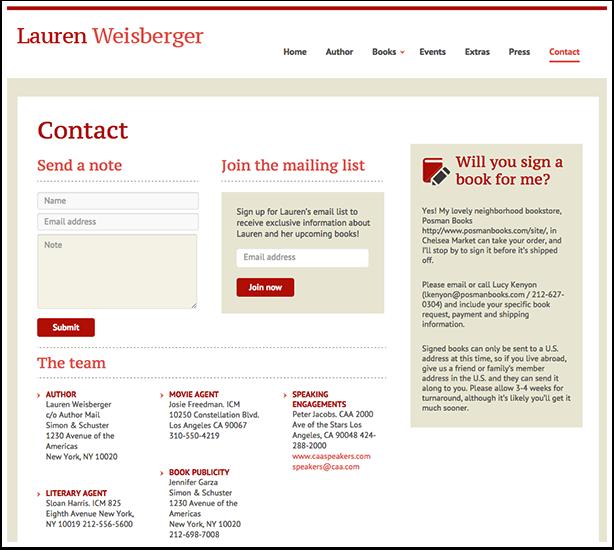 Lauren Weisberger
Home Author Books Events Extras Press Contact
Contact
Send a note
Name
Email address
Note
Submit
Join the mailing list
Sign up for Lauren's email list to
receive exclusive information about
Lauren and her upcoming books!
Email address
Join now
Will you sign a
book for me?
Yes! My lovely neighborhood bookstore,
Posman Books
http://www.posmanbooks.com/site/, in
Chelsea Market can take your order, and
I'll stop by to sign it before it's shipped
off.
Please email or call Lucy Kenyon
(lkenyon@posmanbooks.com / 212-627-
0304) and include your specific book
request, payment and shipping
information.
Signed books can only be sent to a U.S.
address at this time, so if you live abroad,
give us a friend or family's member
address in the U.S. and they can send it
along to you. Please allow 3-4 weeks for
turnaround, although it's likely you'll get it
much sooner.
The team
AUTHOR
Lauren Weisberger
c/o Author Mail
Simon & Schuster
1230 Avenue of the
Americas
New York, NY 10020
LITERARY AGENT
Sloan Harris. ICM 825
Eighth Avenue New York,
NY 10019 212-556-5600
MOVIE AGENT
Josie Freedman. ICM
10250 Constellation Blvd.
Los Angeles CA 90067
310-550-4219
BOOK PUBLICITY
Jennifer Garza
Simon & Schuster
1230 Avenue of the
Americas
New York, NY 10020
212-698-7008
SPEAKING
ENGAGEMENTS
Peter Jacobs. CAA 2000
Ave of the Stars Los
Angeles, CA 90048 424-
288-2000
www.caaspeakers.com
speakers@caa.com